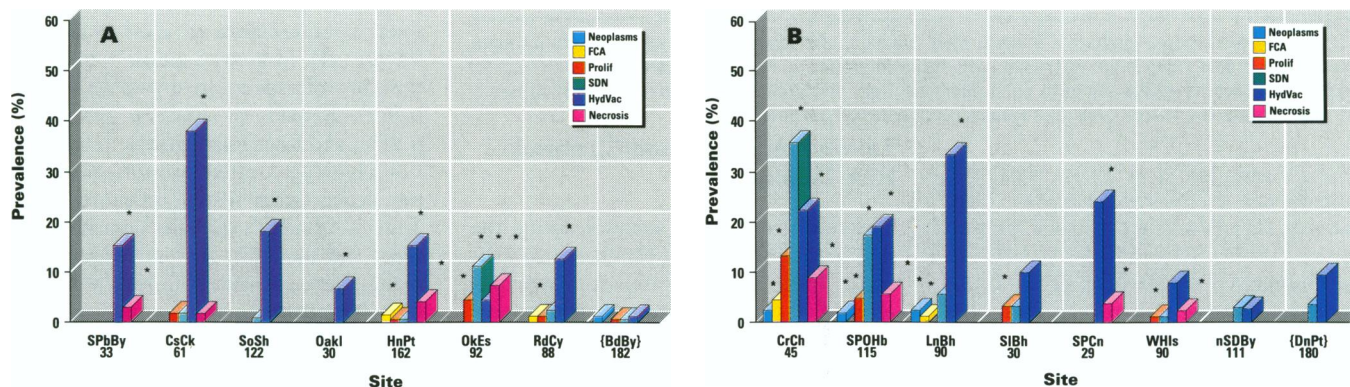 A
Prevalence (%)
60
50
40
30
20
10
0
Neoplasms
FCA
Prolif
SDN
HydVac
Necrosis
* * * * * * * * * * * * *
SPbBy CsCk SoSh Oakl HnPt OkEs RdCy {BdBy}
33 61 122 30 162 92 88 182
Site
B
Prevalence (%)
60
50
40
30
20
10
0
Neoplasms
FCA
Prolif
SDN
HydVac
Necrosis
* * * * * * * * * * * * * * * * * * *
CrCh SPOHb LnBh SlBh SPCn WHIs nSDBy {DnPt}
45 115 90 30 29 90 111 180
Site